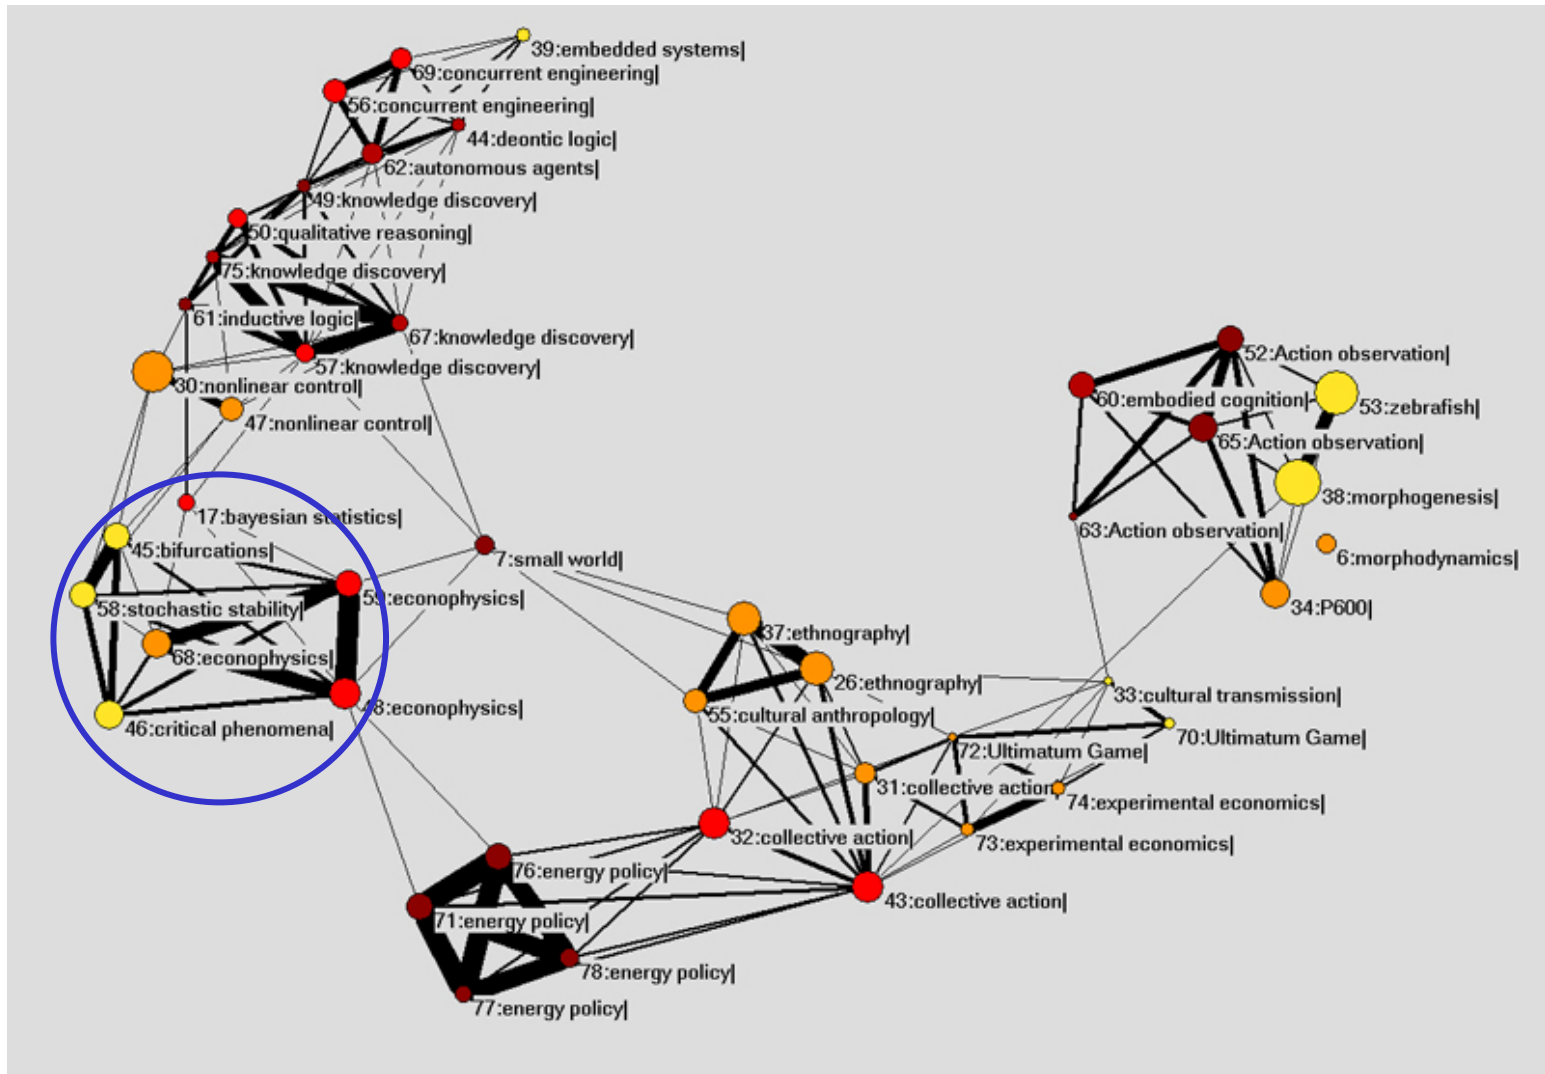 39:embedded systems|
69:concurrent engineering|
56:concurrent engineering|
44:deontic logic|
62:autonomous agents|
49:knowledge discovery|
50:qualitative reasoning|
75:knowledge discovery|
61:inductive logic|
67:knowledge discovery|
57:knowledge discovery|
30:nonlinear control|
47:nonlinear control|
17:bayesian statistics|
45:bifurcations|
7:small world|
59:econophysics|
58:stochastic stability|
68:econophysics|
48:econophysics|
46:critical phenomena|
52:Action observation|
60:embodied cognition|
53:zebrafish|
65:Action observation|
38:morphogenesis|
63:Action observation|
6:morphodynamics|
34:P600|
37:ethnography|
26:ethnography|
33:cultural transmission|
55:cultural anthropology|
70:Ultimatum Game|
72:Ultimatum Game|
31:collective action
74:experimental economics|
32:collective action|
73:experimental economics|
76:energy policy|
43:collective action|
71:energy policy|
78:energy policy|
77:energy policy|